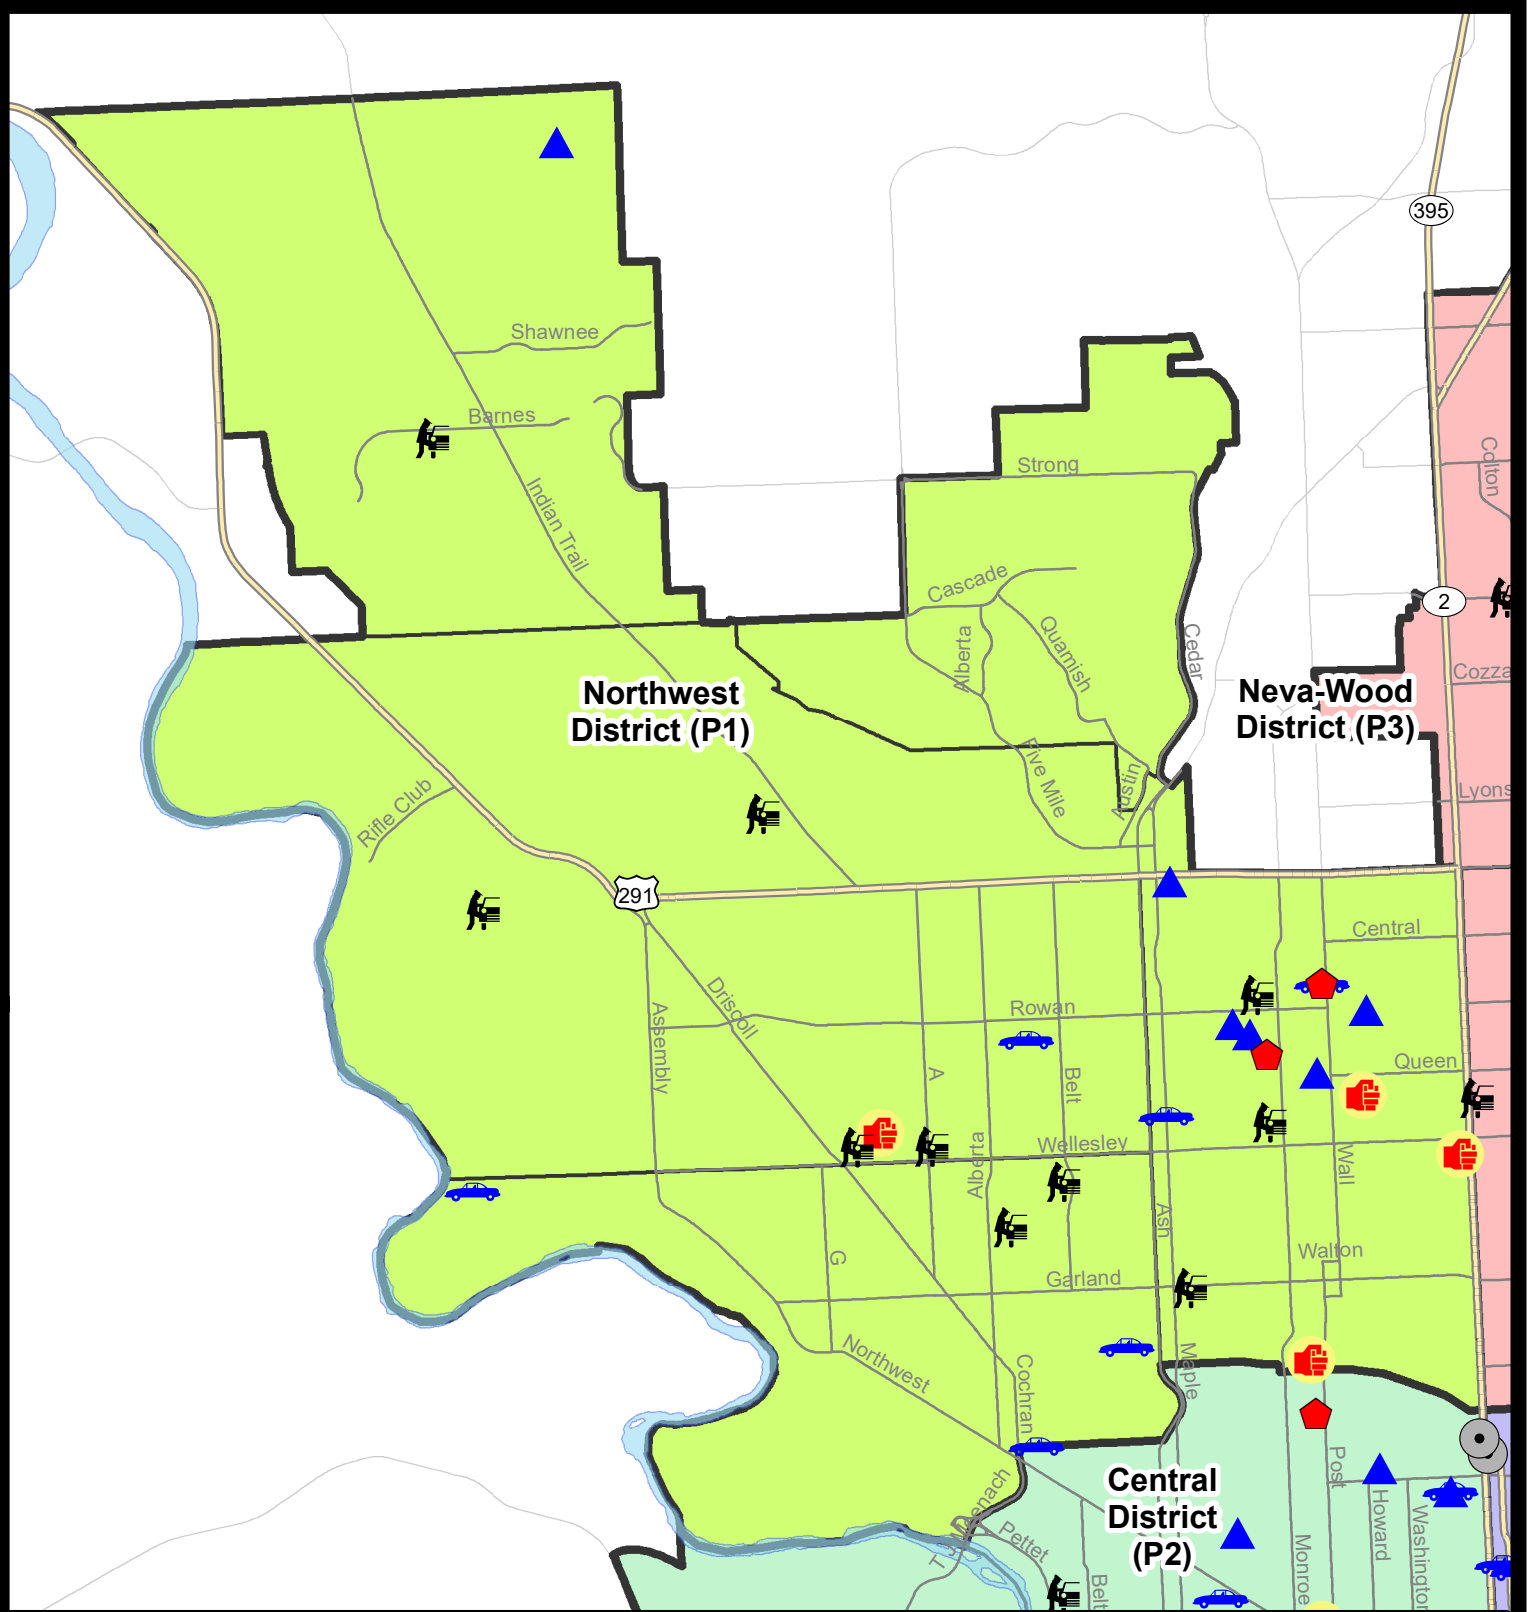 395
Shawnee
Barnes
Colton
Strong
Indian Trail
Cascade
2
Alberta
Quamish
Cedar
Cozza
Northwest
District (P1)
Neva-Wood
District (P3)
Five Mile
Austin
Lyons
Rifle Club
291
Central
Driscoll
Assembly
Rowan
A
Belt
Queen
Alberta
Wellesley
Wall
Ash
G
Walton
Garland
Northwest
Cochran
Maple
Post
Central
District
(P2)
Howard
Washington
Pettet
Belt
Monroe